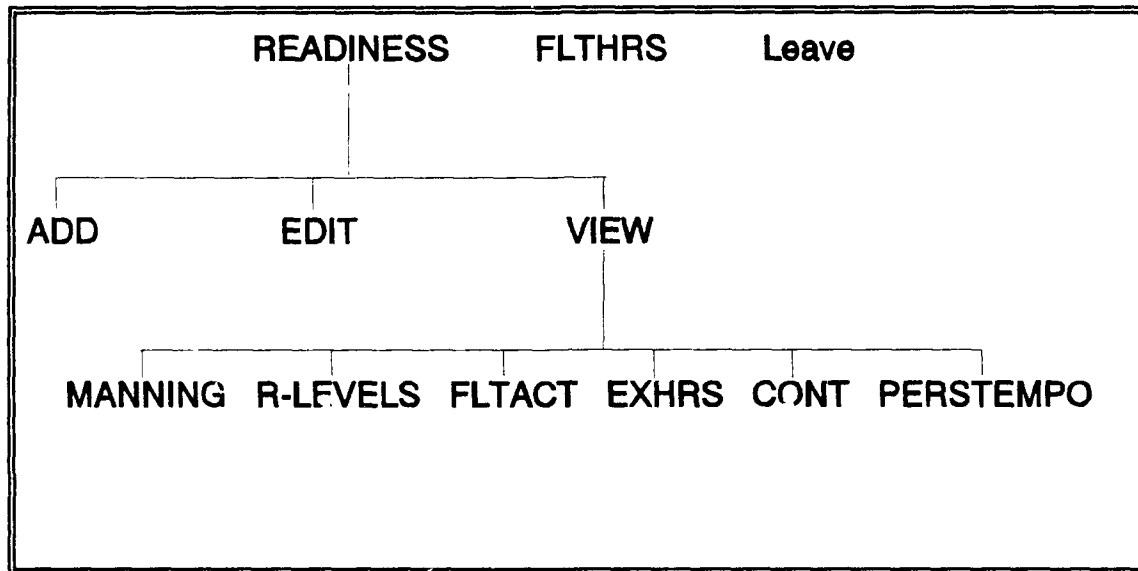 READINESS FLTHRS Leave
ADD EDIT VIEW
MANNING R-LEVELS FLTACT EXHRS CONT PERSTEMPO